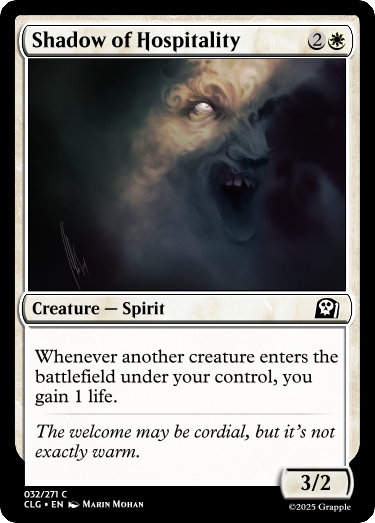 Shadow of Hospitality 2
Creature — Spirit
Whenever another creature enters the
battlefield under your control, you
gain 1 life.
The welcome may be cordial, but it's not
exactly warm.
3/2
032/271 C
CLG • EN Marin Mohan
©2025 Grapple